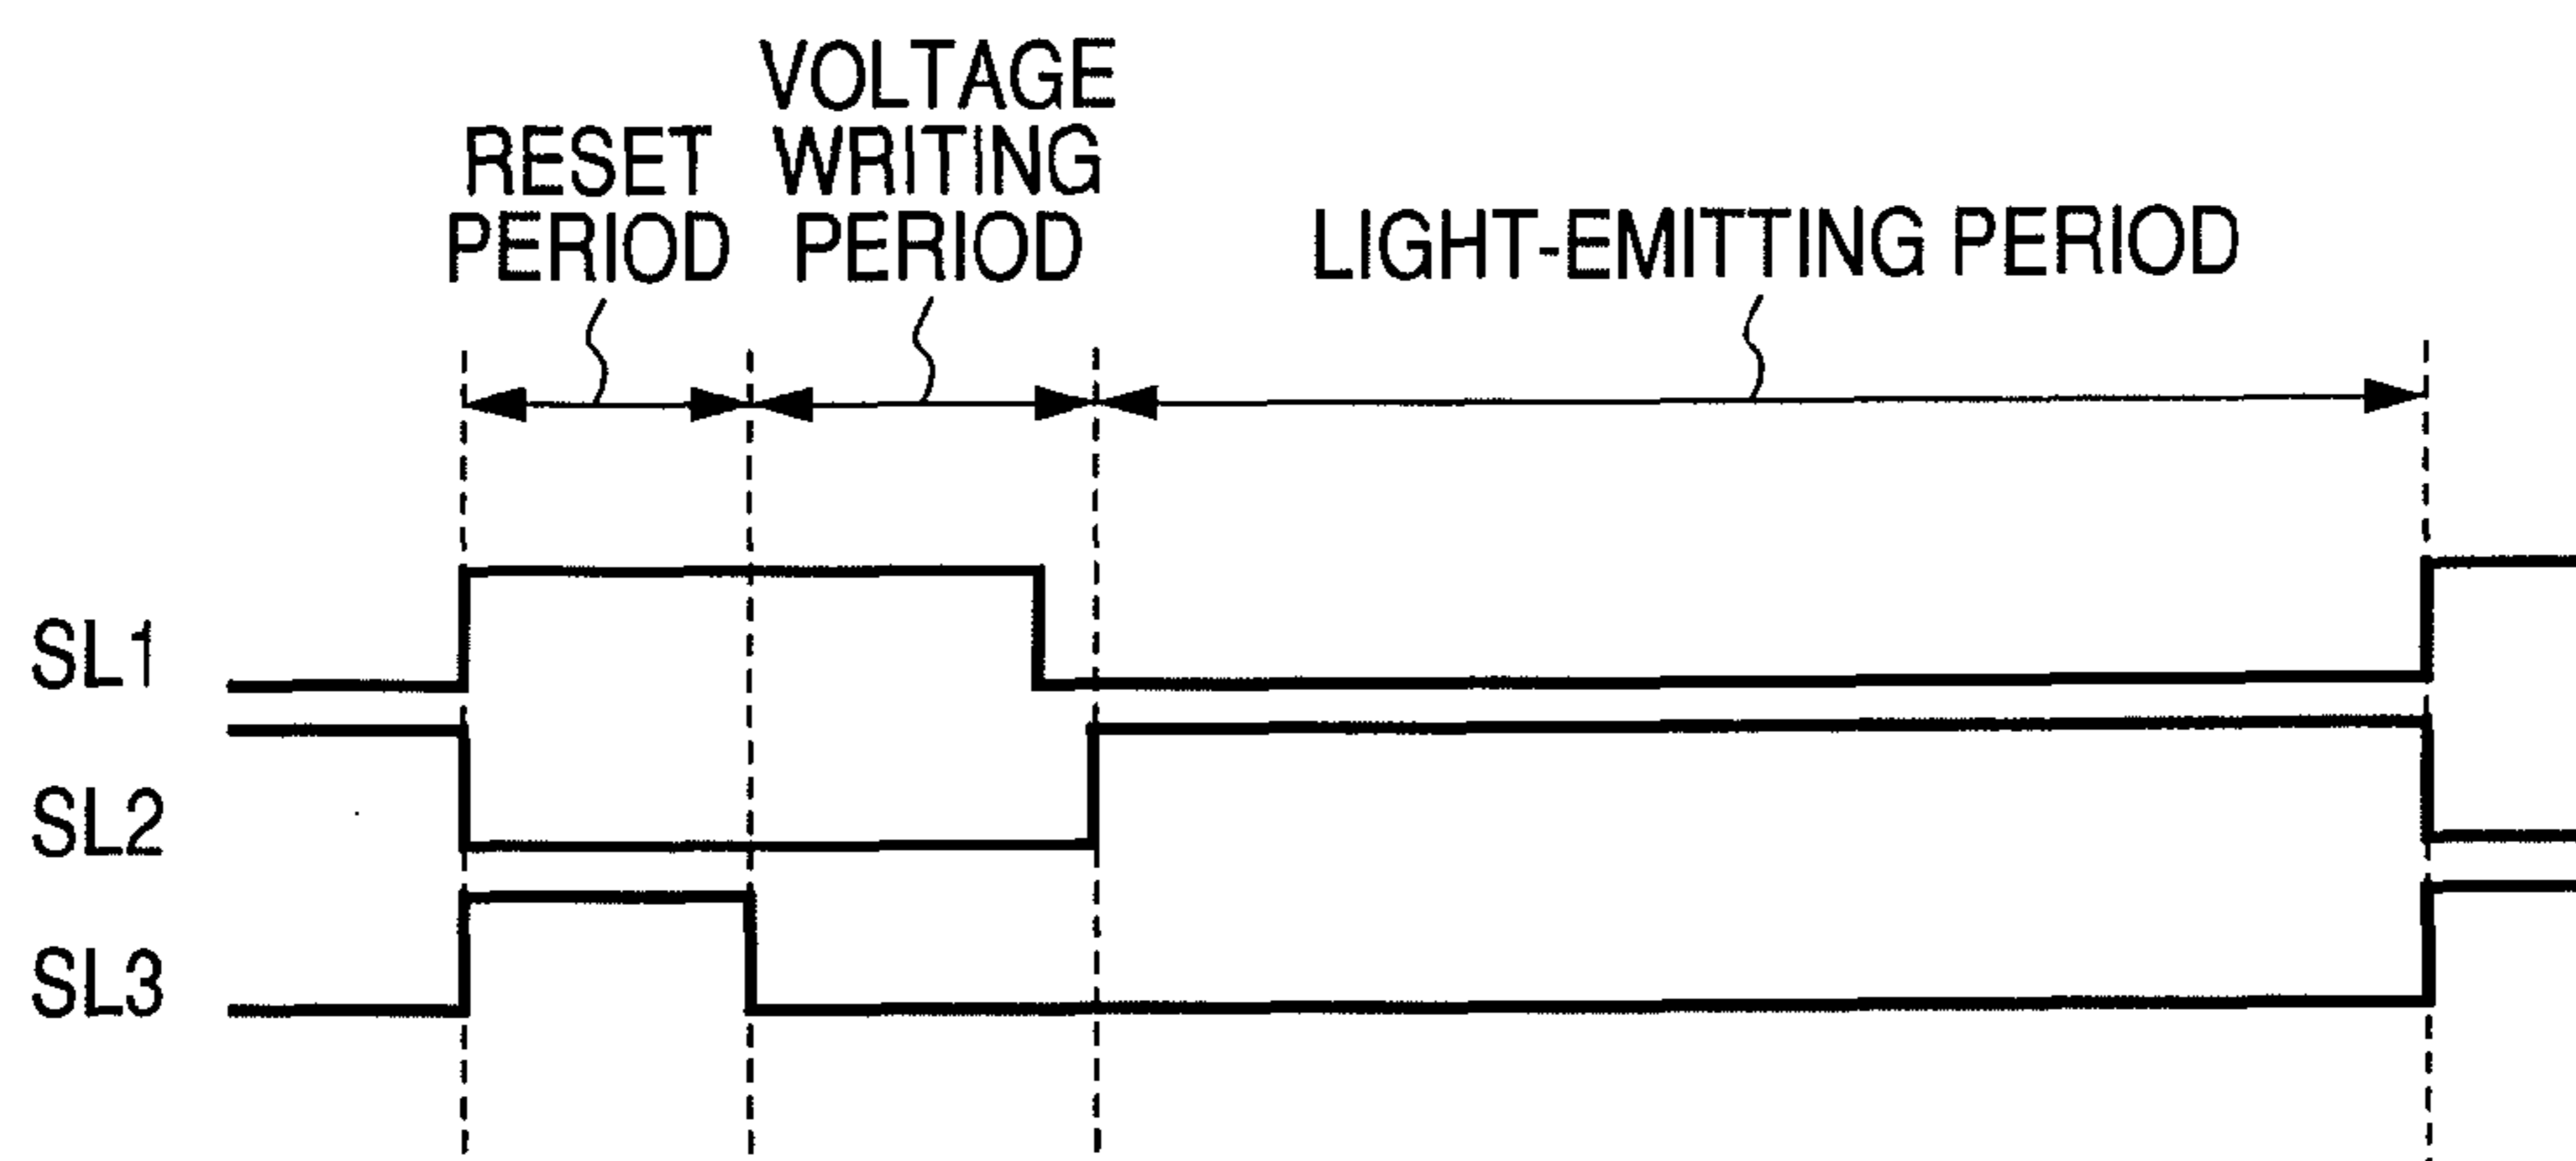 RESET
PERIOD
VOLTAGE
WRITING
PERIOD
LIGHT-EMITTING PERIOD
SL1
SL2
SL3